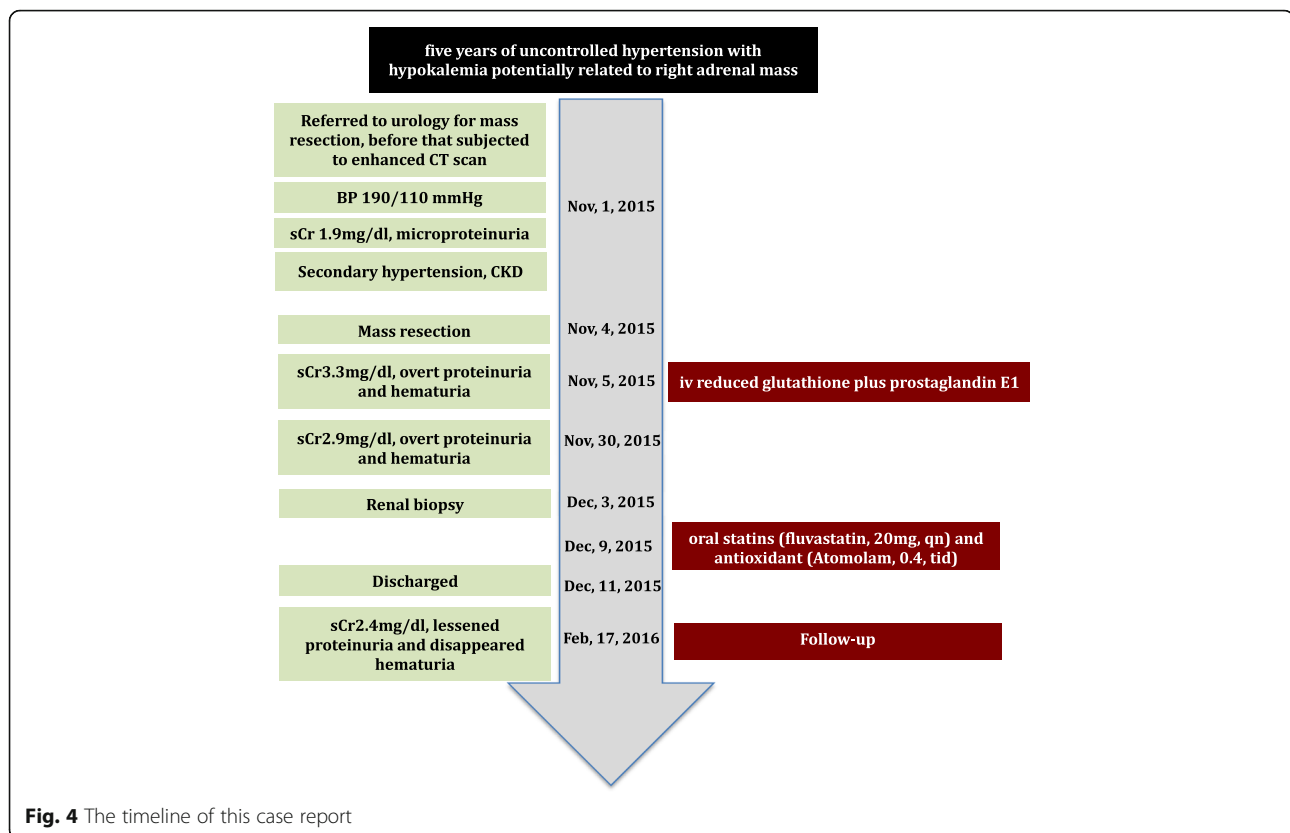 five years of uncontrolled hypertension with
hypokalemia potentially related to right adrenal mass
Referred to urology for mass
resection, before that subjected
to enhanced CT scan
BP 190/110 mmHg
Nov, 1, 2015
sCr 1.9mg/dl, microproteinuria
Secondary hypertension, CKD
Mass resection
Nov, 4, 2015
sCr3.3mg/dl, overt proteinuria
and hematuria
Nov, 5, 2015
iv reduced glutathione plus prostaglandin E1
sCr2.9mg/dl, overt proteinuria
and hematuria
Nov, 30, 2015
Renal biopsy
Dec, 3, 2015
Dec, 9, 2015
oral statins (fluvastatin, 20mg, qn) and
antioxidant (Atomolam, 0.4, tid)
Discharged
Dec, 11, 2015
sCr2.4mg/dl, lessened
proteinuria and disappeared
hematuria
Feb, 17, 2016
Follow-up
Fig. 4 The timeline of this case report